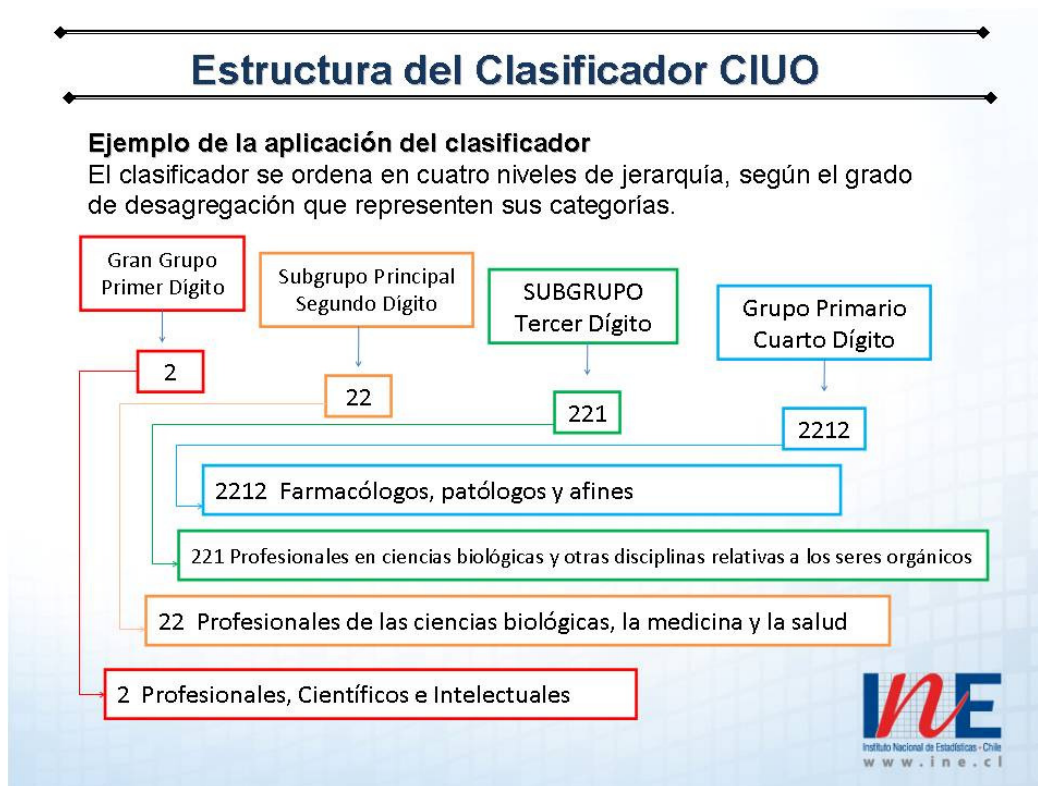 Estructura del Clasificador CIUO
Ejemplo de la aplicación del clasificador
El clasificador se ordena en cuatro niveles de jerarquía, según el grado
de desagregación que representen sus categorías.
Gran Grupo
Primer Dígito
Subgrupo Principal
Segundo Dígito
SUBGRUPO
Tercer Dígito
Grupo Primario
Cuarto Dígito
2
22
221
2212
2212 Farmacólogos, patólogos y afines
221 Profesionales en ciencias biológicas y otras disciplinas relativas a los seres orgánicos
22 Profesionales de las ciencias biológicas, la medicina y la salud
2 Profesionales, Científicos e Intelectuales
INE
Instituto Nacional de Estadísticas - Chile
www.ine.cl